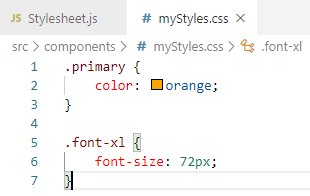 Stylesheet.js myStyles.css ×
src > components > myStyles.css > .font-xl
1 .primary {
2 color: orange;
3 }
4
5 .font-xl {
6 font-size: 72px;
7 }